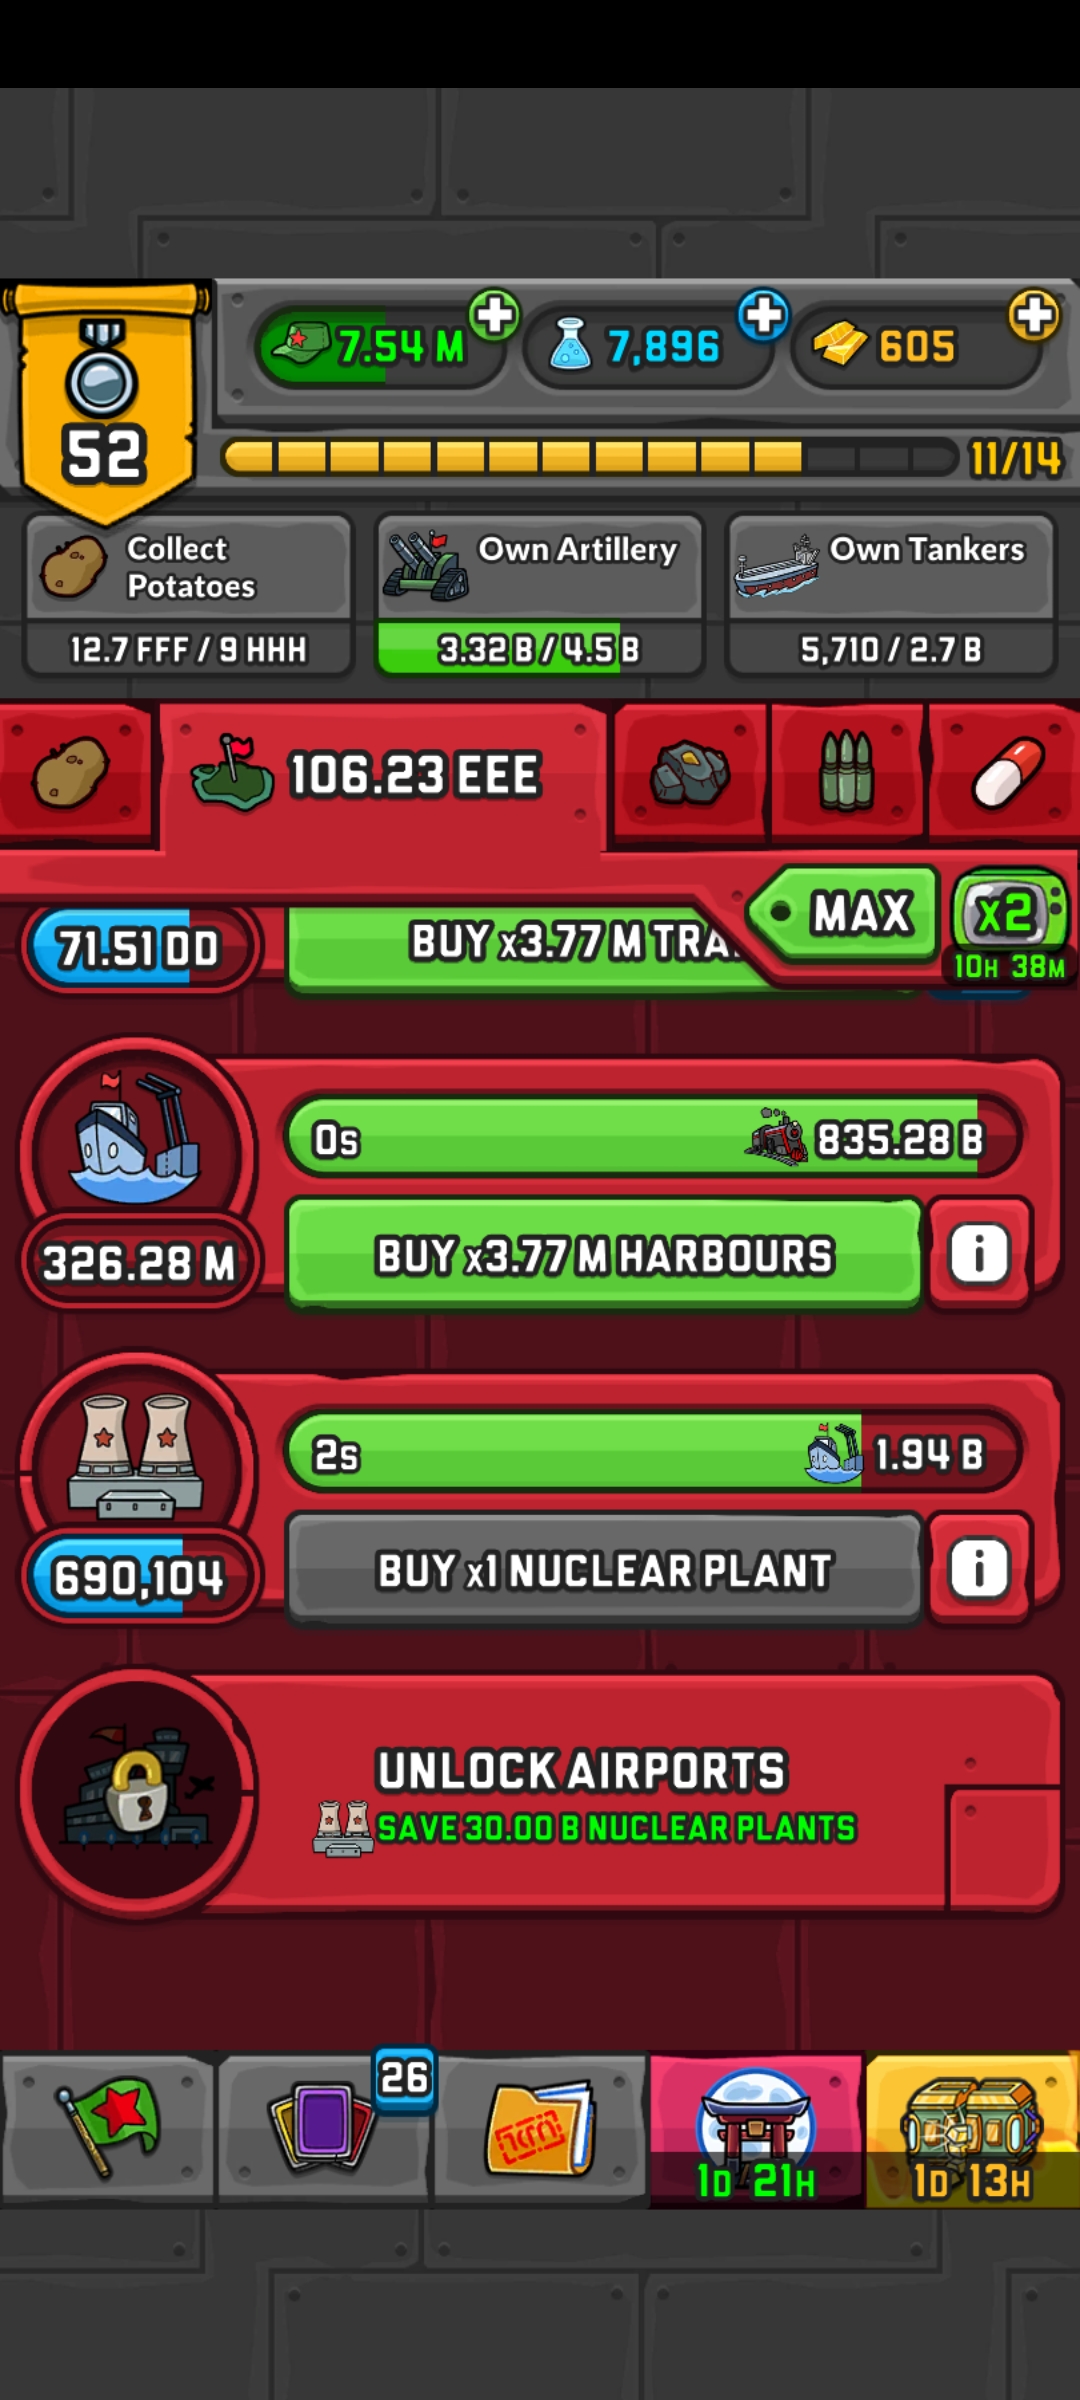 7.54 M
7,896
605
52
11/14
Collect
Potatoes
12.7 FFF / 9 HHH
Own Artillery
3.32 B / 4.5 B
Own Tankers
5,710 / 2.7 B
106.23 EEE
MAX
x2
10H 38M
71.51 DD
BUY x3.77 M TRA
0s
835.28 B
326.28 M
BUY x3.77 M HARBOURS
i
2s
1.94 B
690,104
BUY x1 NUCLEAR PLANT
i
UNLOCK AIRPORTS
SAVE 30.00 B NUCLEAR PLANTS
26
1D 21H
1D 13H